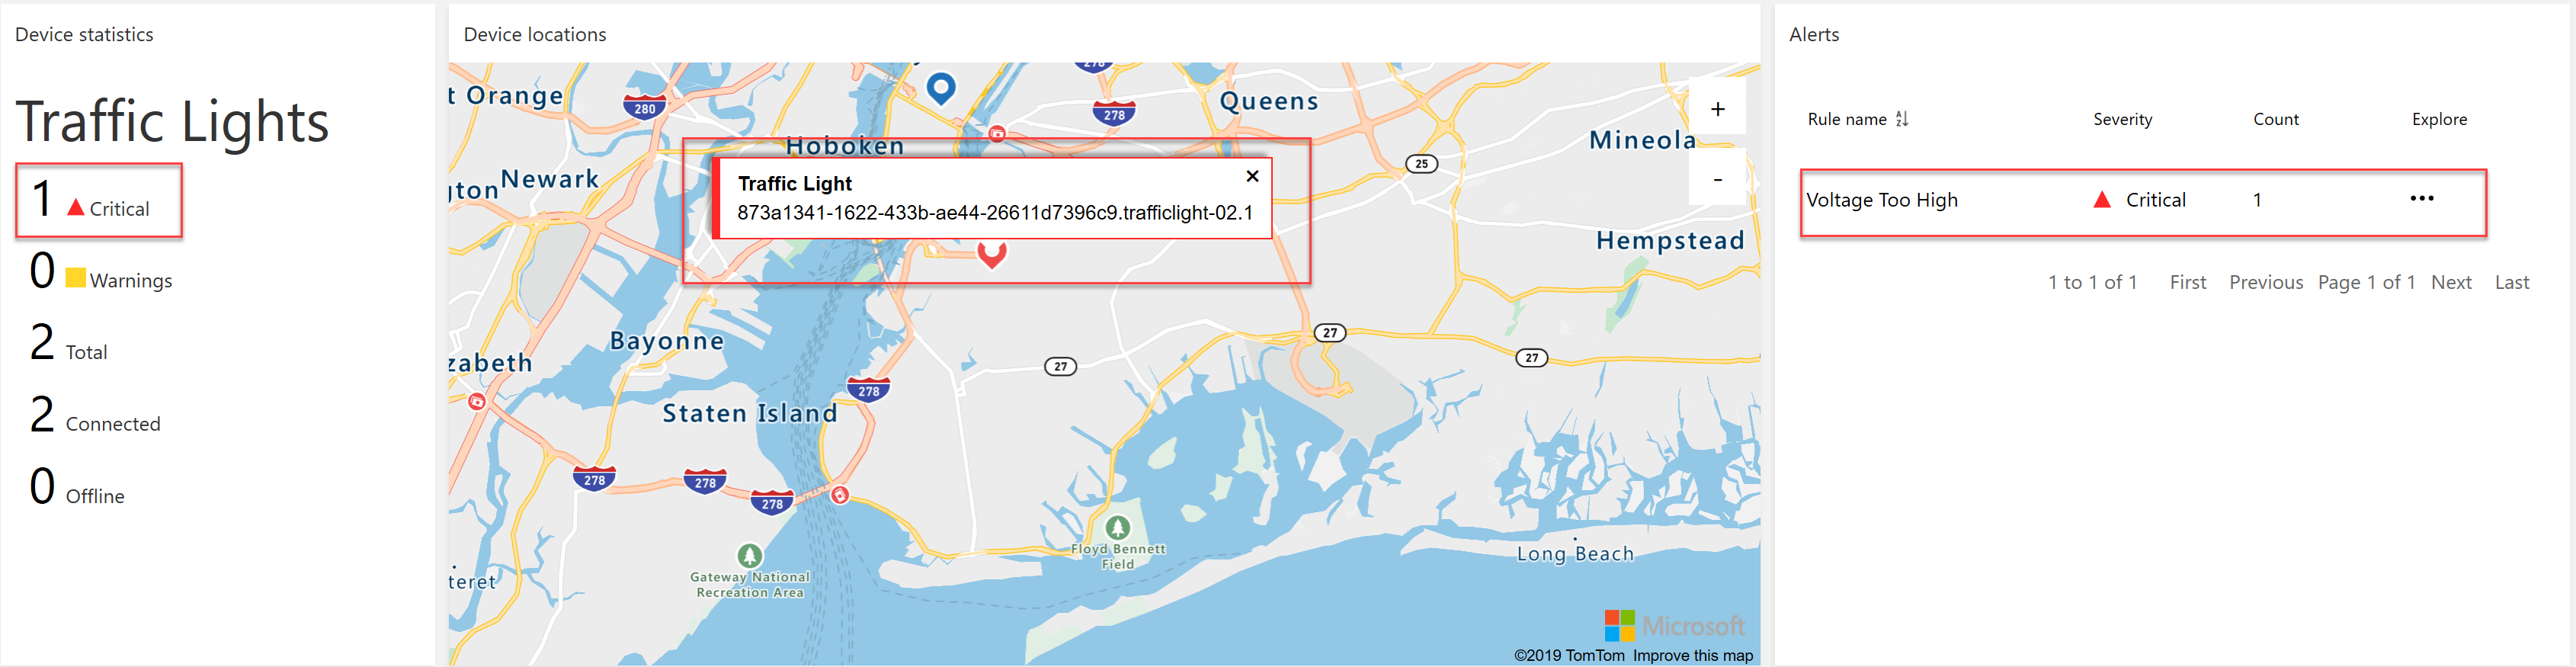 Device statistics
Traffic Lights
1 Critical
0 Warnings
2 Total
2 Connected
0 Offline
Device locations
t Orange
280
278
278
Queens
+
Hoboken
Mineola
25
-
gton
Newark
Traffic Light
×
873a1341-1622-433b-ae44-26611d7396c9.trafficlight-02.1
Hempstead
Bayonne
27
27
27
zabeth
278
Staten Island
278
278
278
Floyd Bennett
Field
Long Beach
Gateway National
Recreation Area
teret
Microsoft
©2019 TomTom Improve this map
Alerts
Rule name Severity Count Explore
Voltage Too High Critical 1 •••
1 to 1 of 1 First Previous Page 1 of 1 Next Last